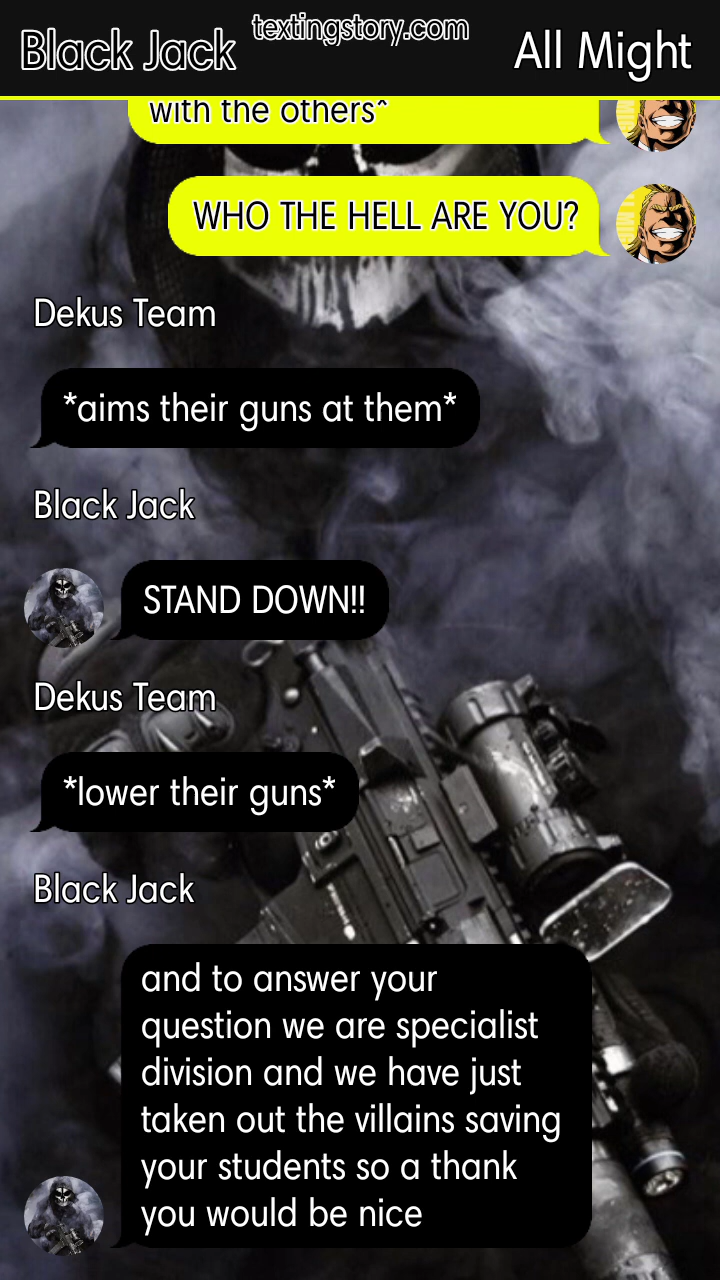 textingstory.com
Black Jack
All Might
with the others*
WHO THE HELL ARE YOU?
Dekus Team
*aims their guns at them*
Black Jack
STAND DOWN!!
Dekus Team
*lower their guns*
Black Jack
and to answer your
question we are specialist
division and we have just
taken out the villains saving
your students so a thank
you would be nice